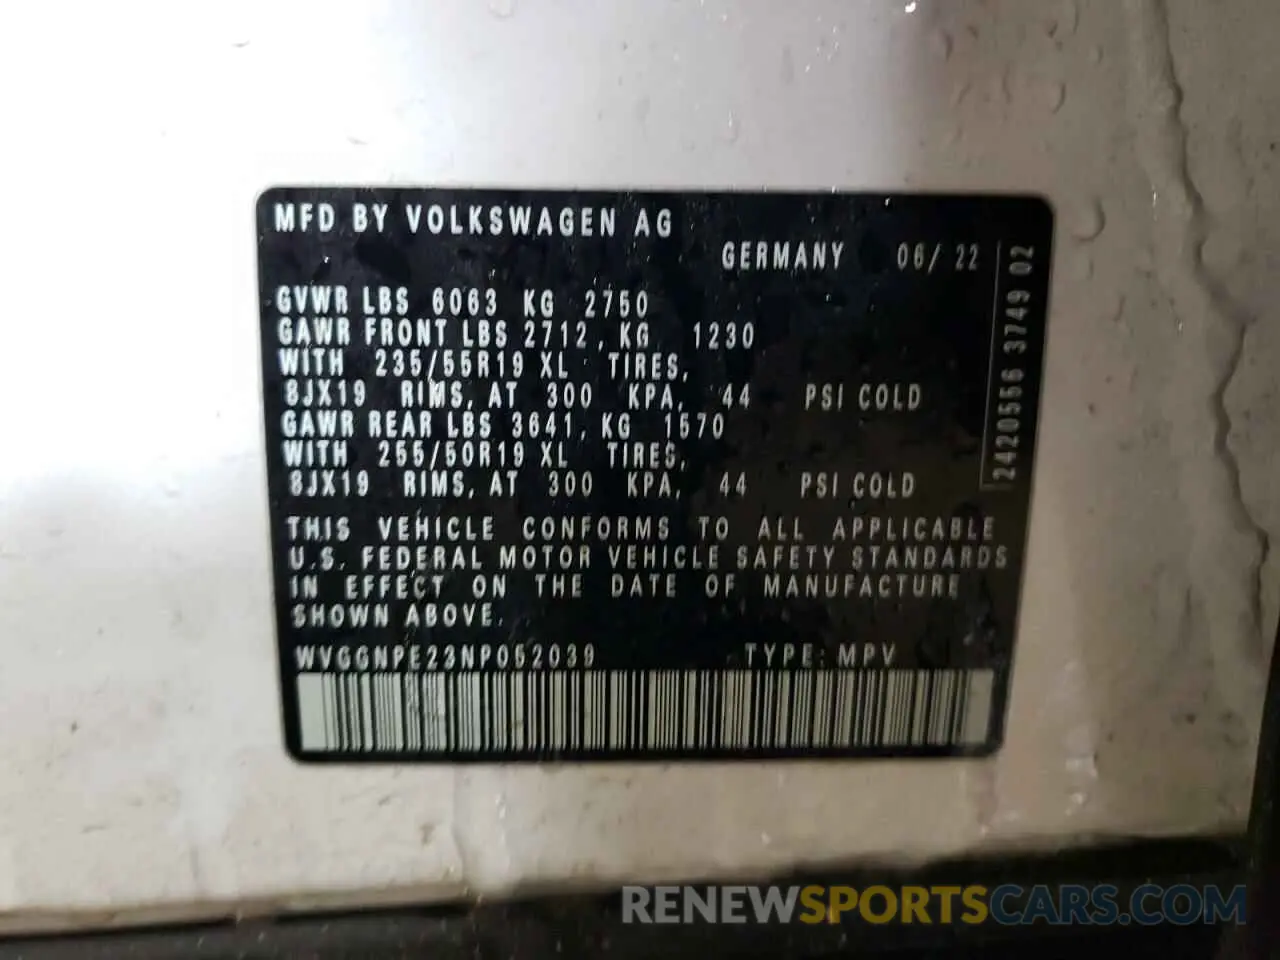 MFD BY VOLKSWAGEN AG
GERMANY 06/ 22
GVWR LBS 6063 KG 2750
GAWR FRONT LBS 2712, KG 1230
WITH 235/55R19 XL TIRES,
8JX19 RIMS, AT 300 KPA, 44 PSI COLD
GAWR REAR LBS 3641, KG 1570
WITH 255/50R19 XL TIRES,
8JX19 RIMS, AT 300 KPA, 44 PSI COLD
THIS VEHICLE CONFORMS TO ALL APPLICABLE
U.S. FEDERAL MOTOR VEHICLE SAFETY STANDARDS
IN EFFECT ON THE DATE OF MANUFACTURE
SHOWN ABOVE.
WVGGNPE23NP052039 TYPE: MPV
2420556 3749 02
RENEWSPORTSCARS.COM